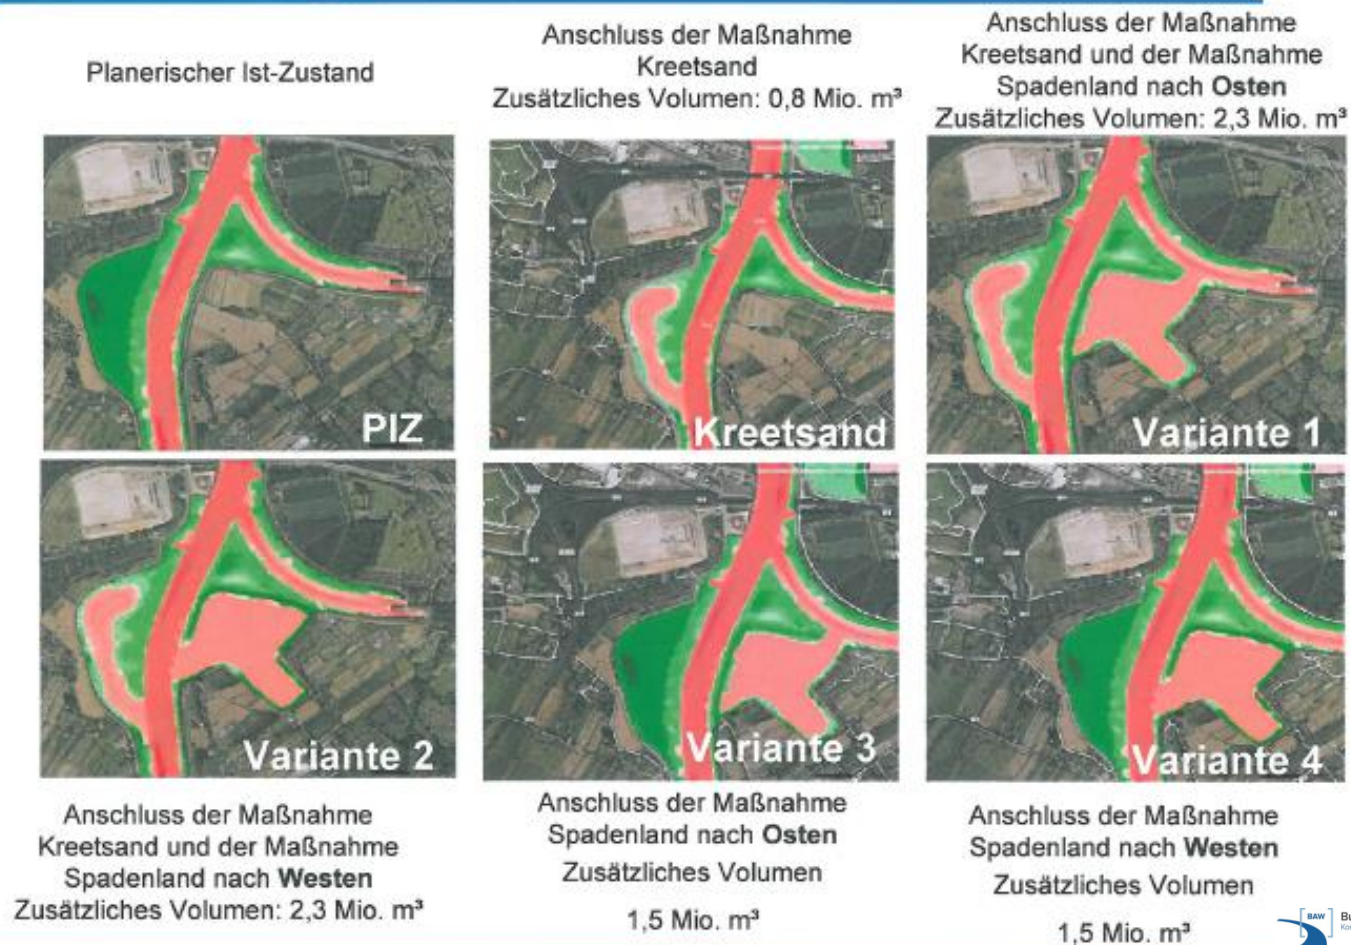 Planerischer Ist-Zustand
PIZ
Anschluss der Maßnahme
Kreetsand
Zusätzliches Volumen: 0,8 Mio. m³
Kreetsand
Anschluss der Maßnahme
Kreetsand und der Maßnahme
Spadenland nach Osten
Zusätzliches Volumen: 2,3 Mio. m³
Variante 1
Variante 2
Anschluss der Maßnahme
Kreetsand und der Maßnahme
Spadenland nach Westen
Zusätzliches Volumen: 2,3 Mio. m³
Variante 3
Anschluss der Maßnahme
Spadenland nach Osten
Zusätzliches Volumen
1,5 Mio. m³
Variante 4
Anschluss der Maßnahme
Spadenland nach Westen
Zusätzliches Volumen
1,5 Mio. m³
BAW